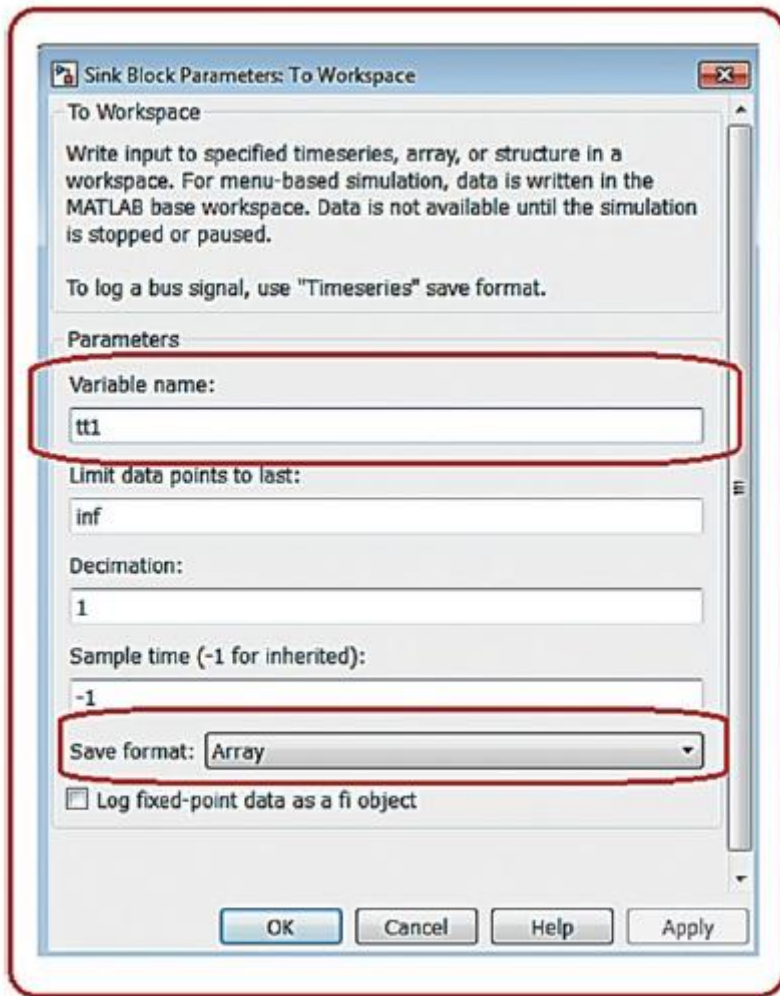 Sink Block Parameters: To Workspace
To Workspace
Write input to specified timeseries, array, or structure in a
workspace. For menu-based simulation, data is written in the
MATLAB base workspace. Data is not available until the simulation
is stopped or paused.
To log a bus signal, use "Timeseries" save format.
Parameters
Variable name:
tt1
Limit data points to last:
inf
Decimation:
1
Sample time (-1 for inherited):
-1
Save format: Array
Log fixed-point data as a fi object
OK Cancel Help Apply